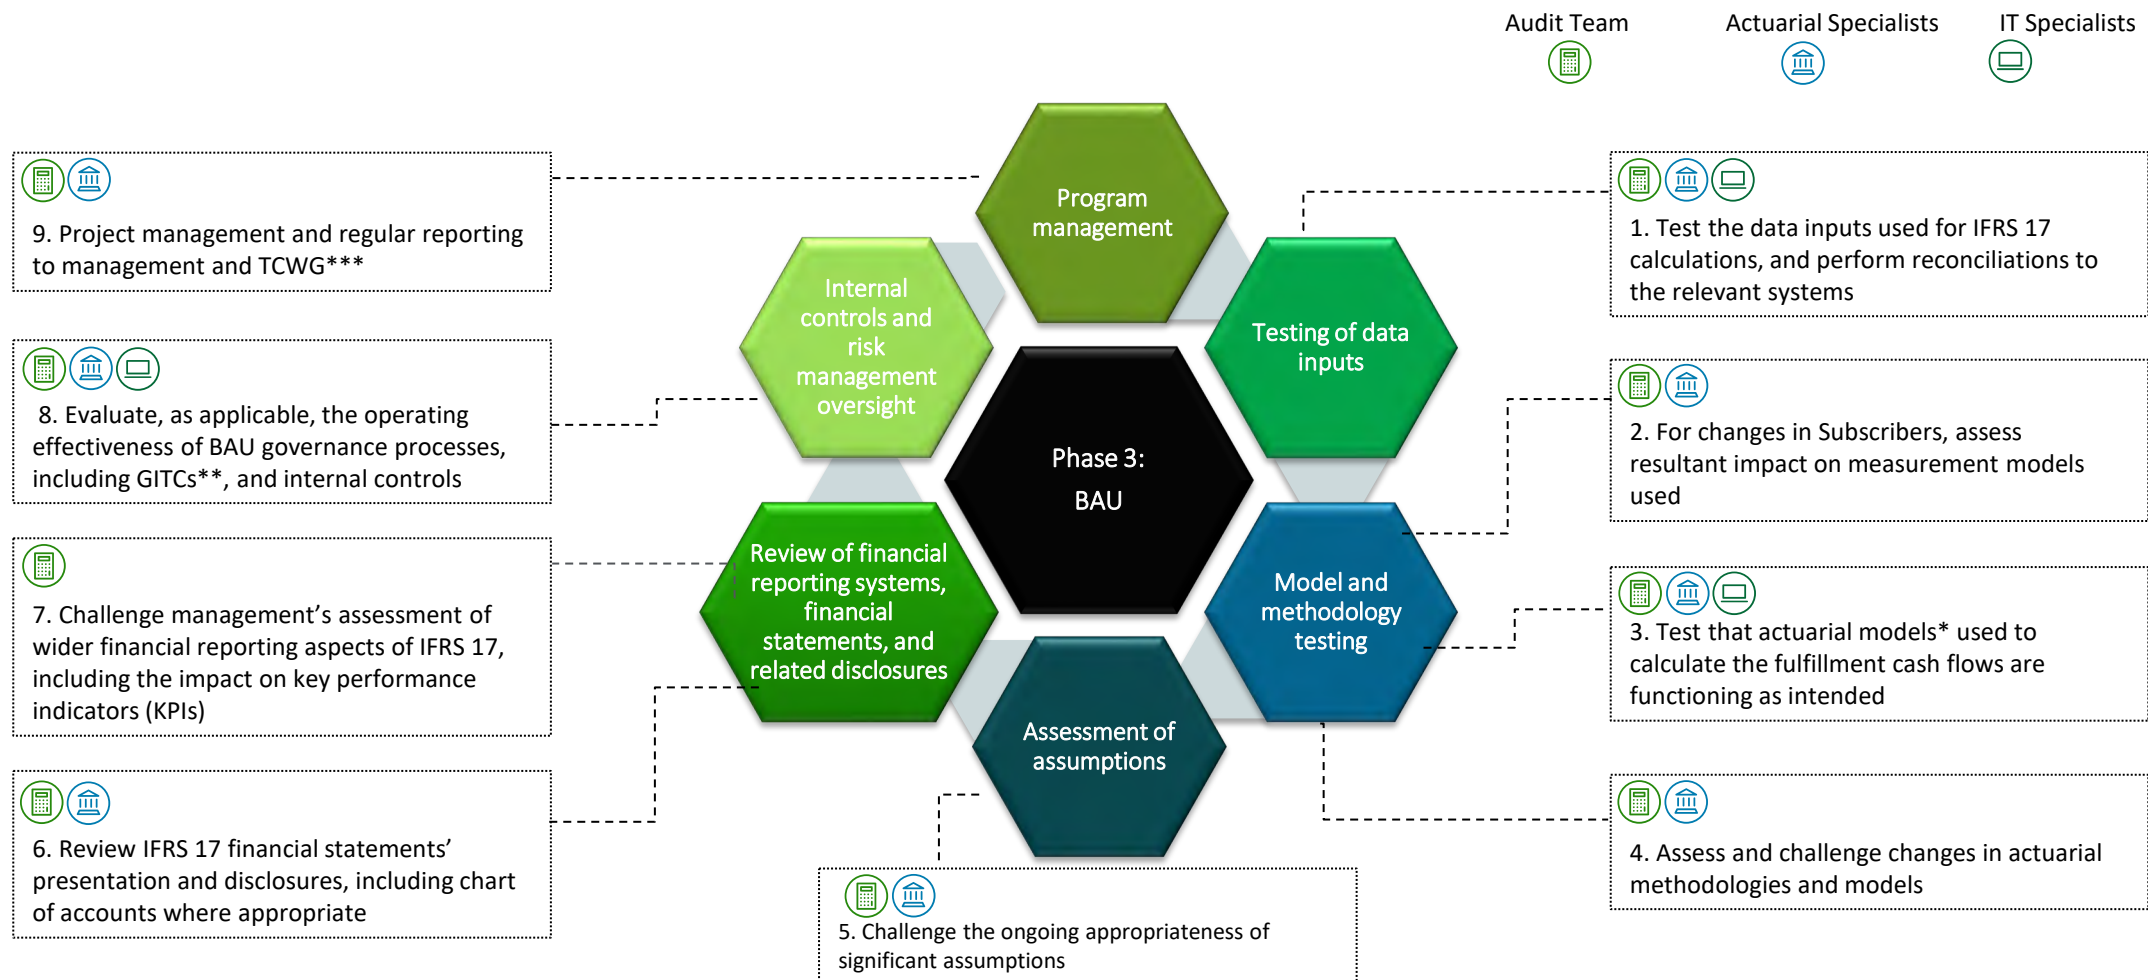 Audit Team
Actuarial Specialists
IT Specialists
Program
management
Testing of data
inputs
Model and
methodology
testing
Assessment of
assumptions
Review of financial
reporting systems,
financial
statements, and
related disclosures
Internal
controls and
risk
management
oversight
Phase 3:
BAU
1. Test the data inputs used for IFRS 17
calculations, and perform reconciliations to
the relevant systems
2. For changes in Subscribers, assess
resultant impact on measurement models
used
3. Test that actuarial models* used to
calculate the fulfillment cash flows are
functioning as intended
4. Assess and challenge changes in actuarial
methodologies and models
5. Challenge the ongoing appropriateness of
significant assumptions
6. Review IFRS 17 financial statements’
presentation and disclosures, including chart
of accounts where appropriate
7. Challenge management’s assessment of
wider financial reporting aspects of IFRS 17,
including the impact on key performance
indicators (KPIs)
8. Evaluate, as applicable, the operating
effectiveness of BAU governance processes,
including GITCs**, and internal controls
9. Project management and regular reporting
to management and TCWG***